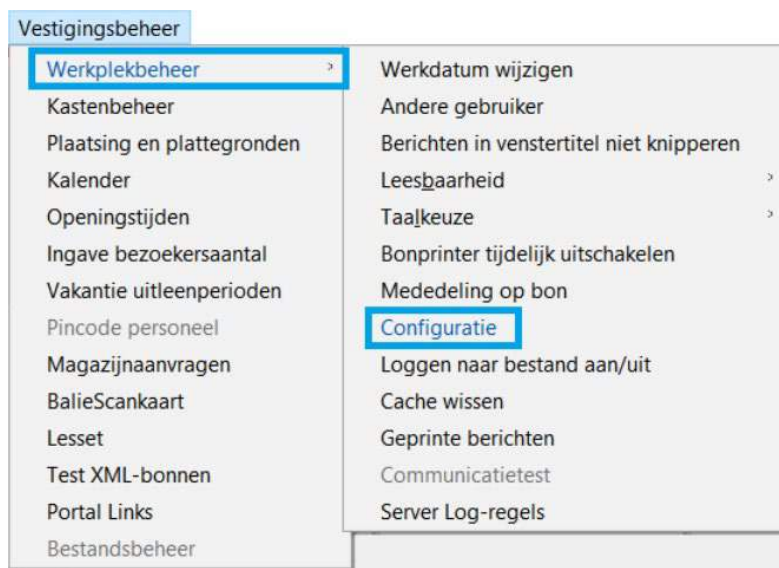 Vestigingsbeheer
Werkplekbeheer
Kastenbeheer
Plaatsing en plattegronden
Kalender
Openingstijden
Ingave bezoekersaantal
Vakantie uitleenperioden
Pincode personeel
Magazijnaanvragen
BalieScankaart
Lesset
Test XML-bonnen
Portal Links
Bestandsbeheer
Werkdatum wijzigen
Andere gebruiker
Berichten in venstertitel niet knipperen
Leesbaarheid
Taalkeuze
Bonprinter tijdelijk uitschakelen
Mededeling op bon
Configuratie
Loggen naar bestand aan/uit
Cache wissen
Geprinte berichten
Communicatietest
Server Log-regels